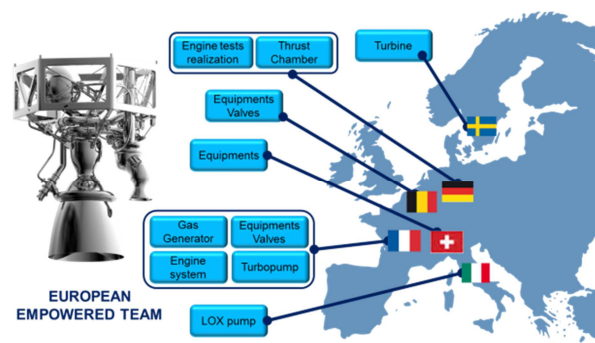 Engine tests
realization
Thrust
Chamber
Turbine
Equipments
Valves
Equipments
Gas
Generator
Equipments
Valves
Engine
system
Turbopump
EUROPEAN
EMPOWERED TEAM
LOX pump